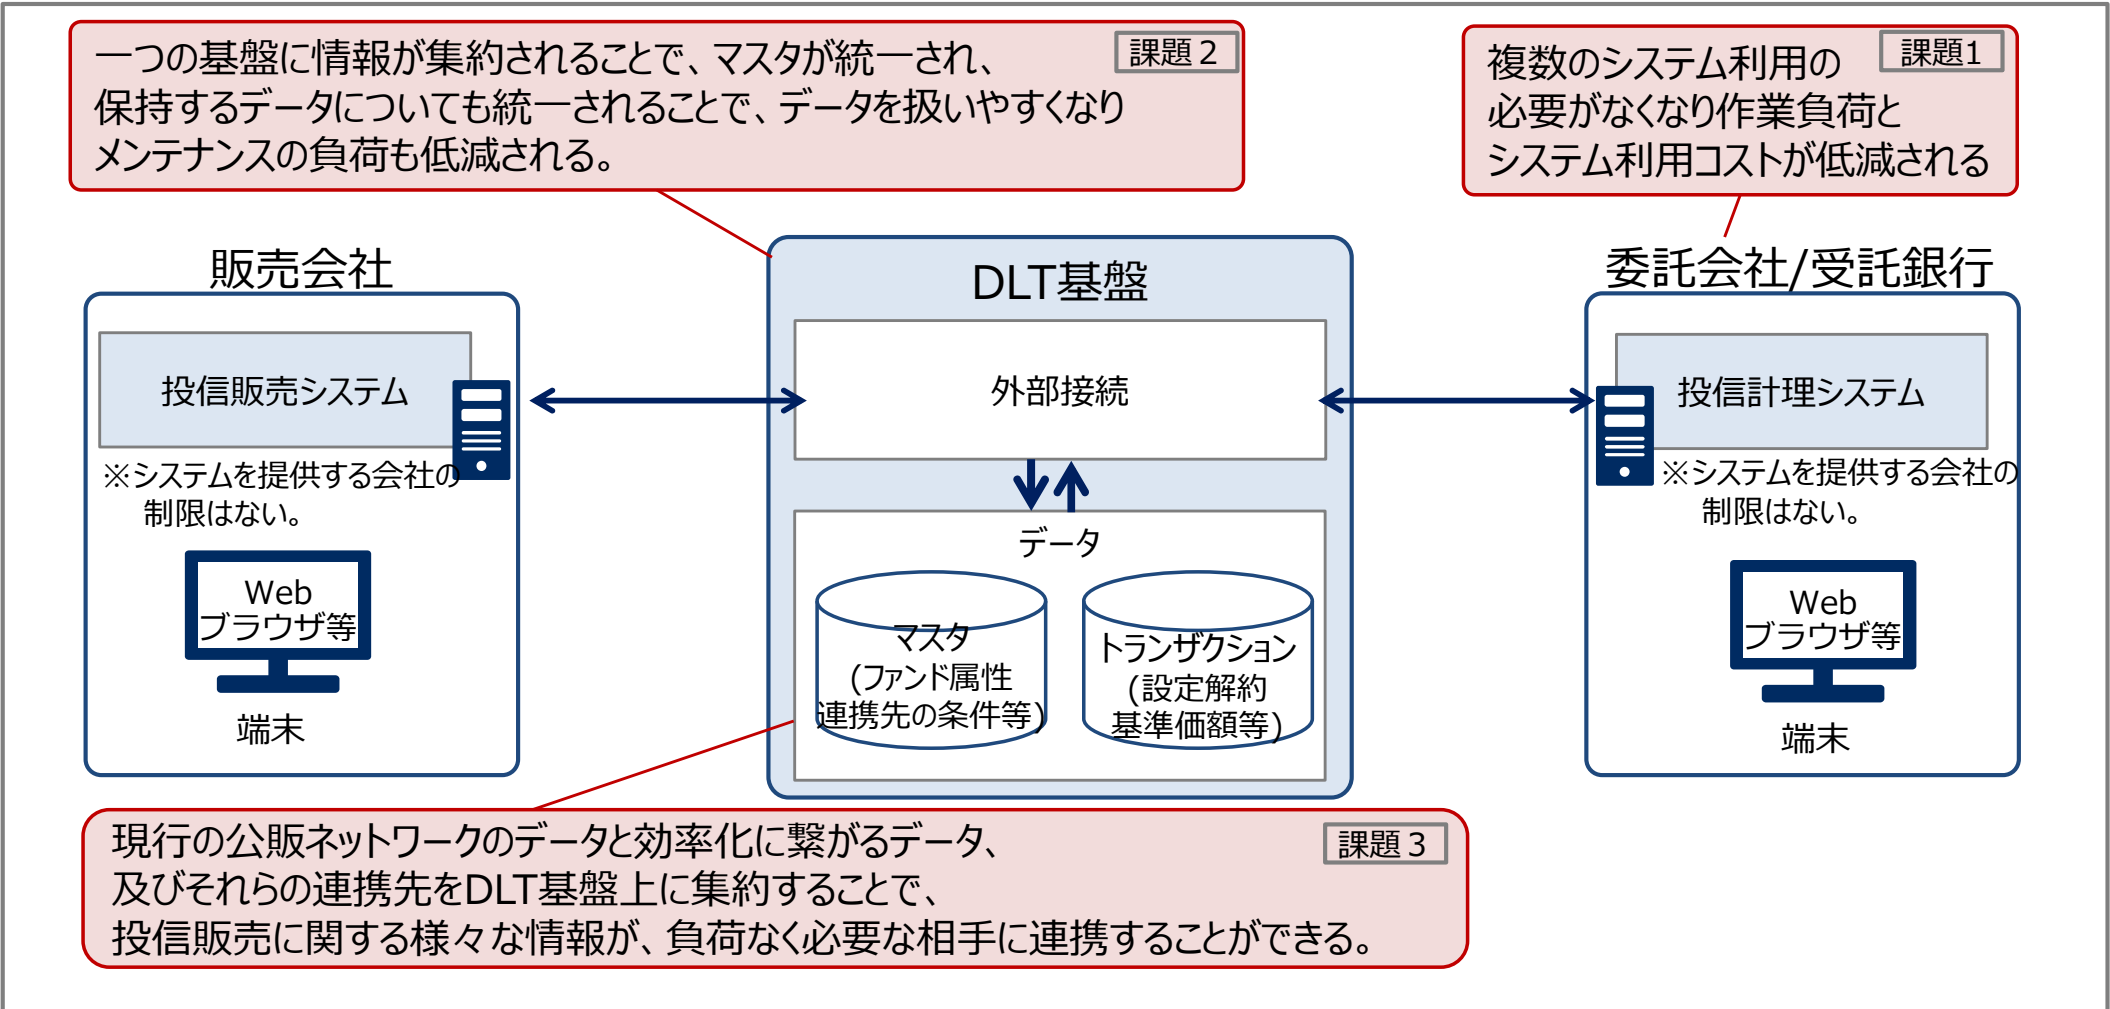 一つの基盤に情報が集約されることで、マスタが統一され、
保持するデータについても統一されることで、データを扱いやすくなり
メンテナンスの負荷も低減される。
課題２
複数のシステム利用の
必要がなくなり作業負荷と
システム利用コストが低減される
課題1
販売会社
投信販売システム
※システムを提供する会社の
制限はない。
Web
ブラウザ等
端末
DLT基盤
外部接続
データ
マスタ
(ファンド属性
連携先の条件等)
トランザクション
(設定解約
基準価額等)
委託会社/受託銀行
投信計理システム
※システムを提供する会社の
制限はない。
Web
ブラウザ等
端末
現行の公販ネットワークのデータと効率化に繋がるデータ、
及びそれらの連携先をDLT基盤上に集約することで、
投信販売に関する様々な情報が、負荷なく必要な相手に連携することができる。
課題３